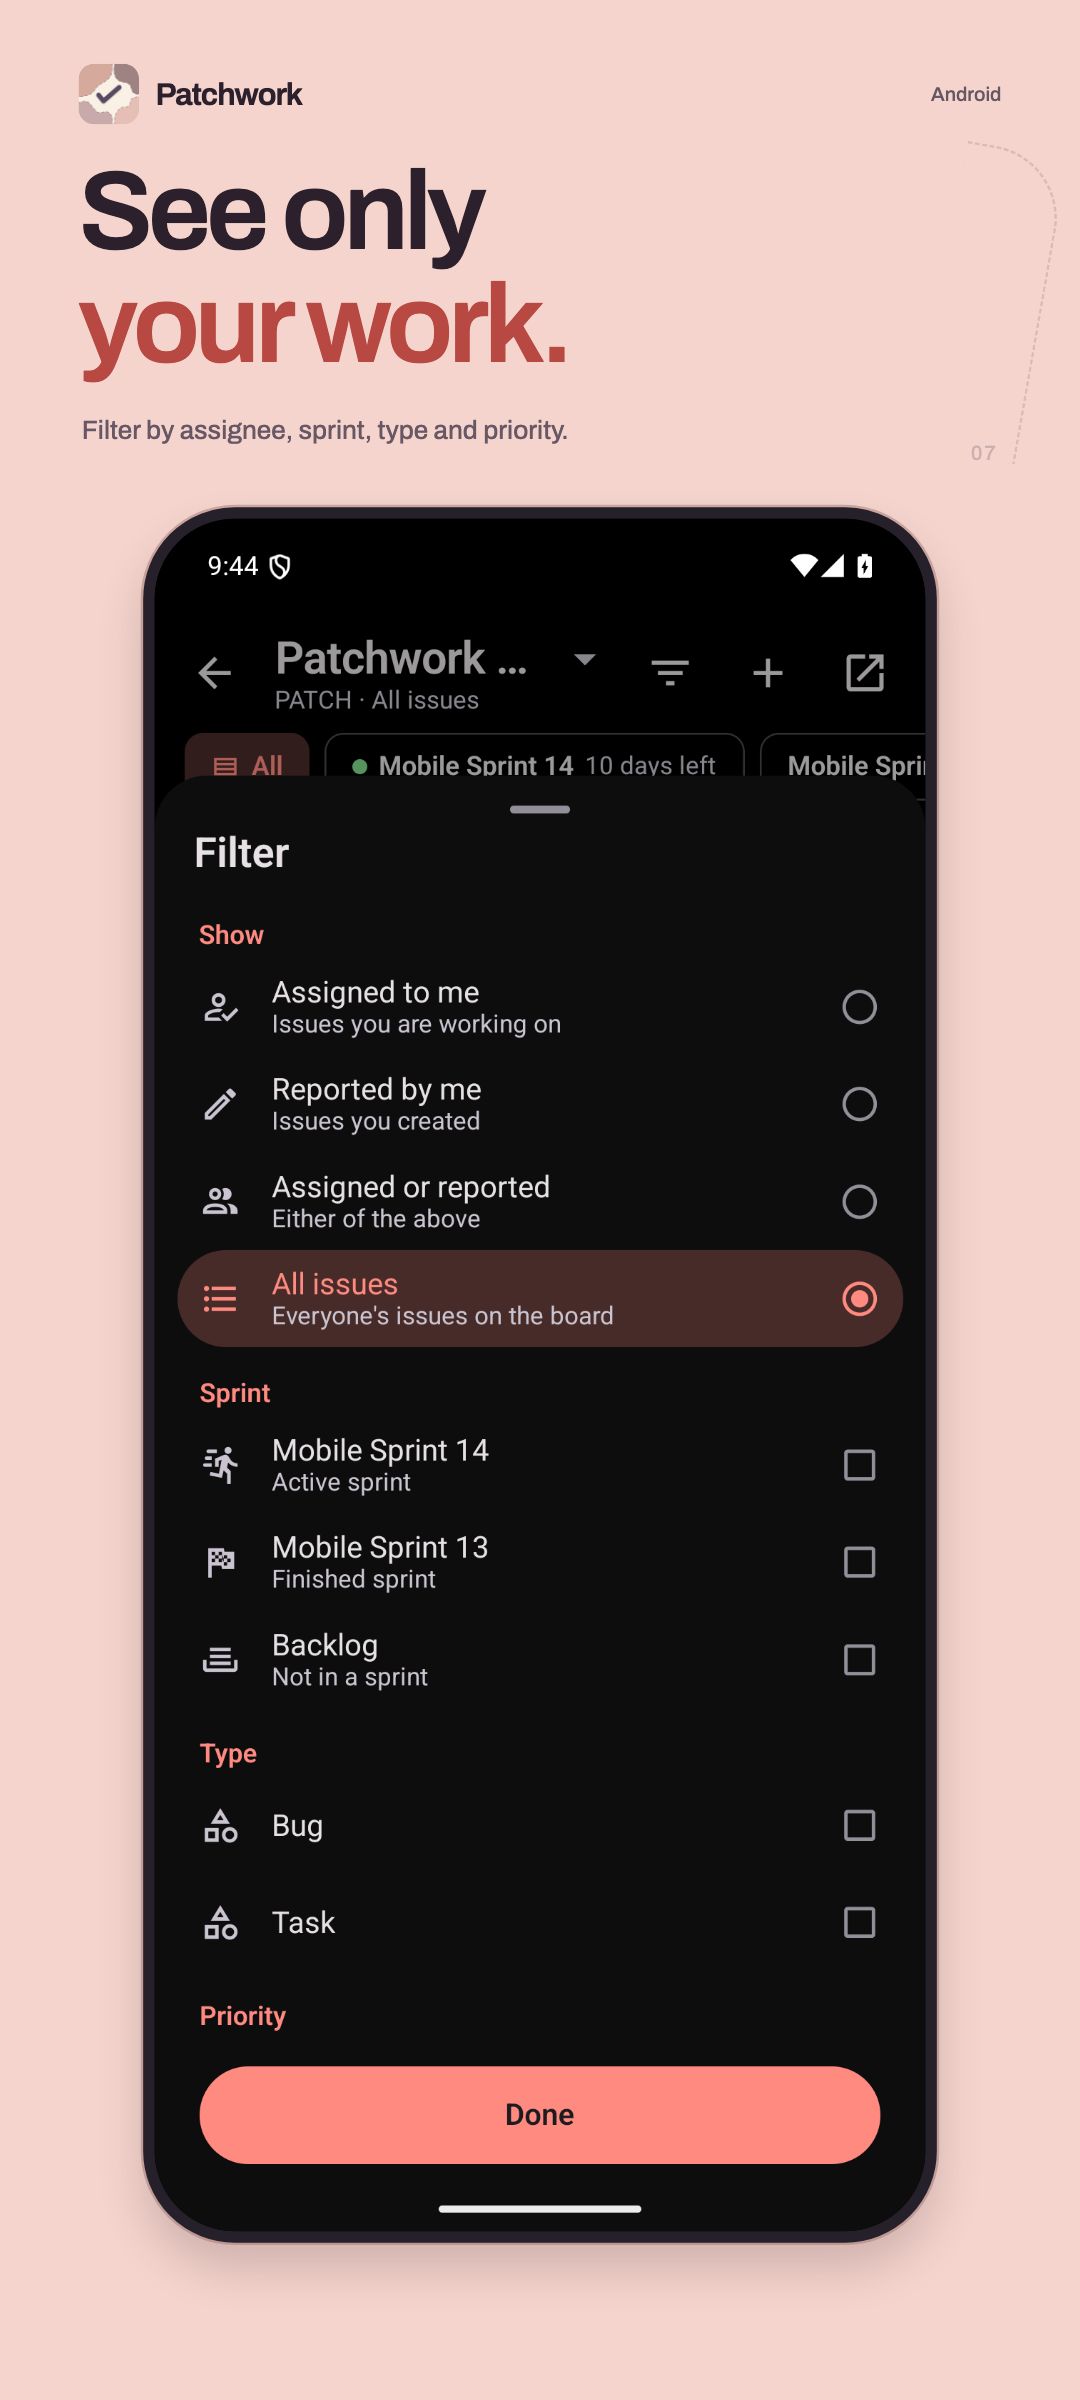 Patchwork
Android
See only
your work.
Filter by assignee, sprint, type and priority.
07
9:44
Patchwork ...
PATCH · All issues
All
Mobile Sprint 14 10 days left
Mobile Spri
Filter
Show
Assigned to me
Issues you are working on
Reported by me
Issues you created
Assigned or reported
Either of the above
All issues
Everyone's issues on the board
Sprint
Mobile Sprint 14
Active sprint
Mobile Sprint 13
Finished sprint
Backlog
Not in a sprint
Type
Bug
Task
Priority
Done